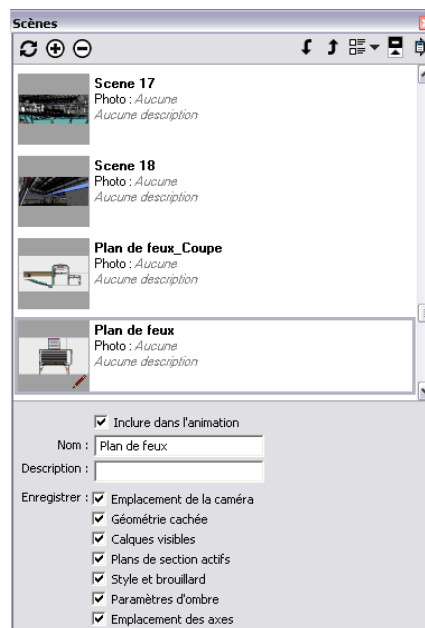 Scènes
Scene 17
Photo : Aucune
Aucune description
Scene 18
Photo : Aucune
Aucune description
Plan de feux_Coupe
Photo : Aucune
Aucune description
Plan de feux
Photo : Aucune
Aucune description
Inclure dans l'animation
Nom : Plan de feux
Description :
Enregistrer : Emplacement de la caméra
Géométrie cachée
Calques visibles
Plans de section actifs
Style et brouillard
Paramètres d'ombre
Emplacement des axes